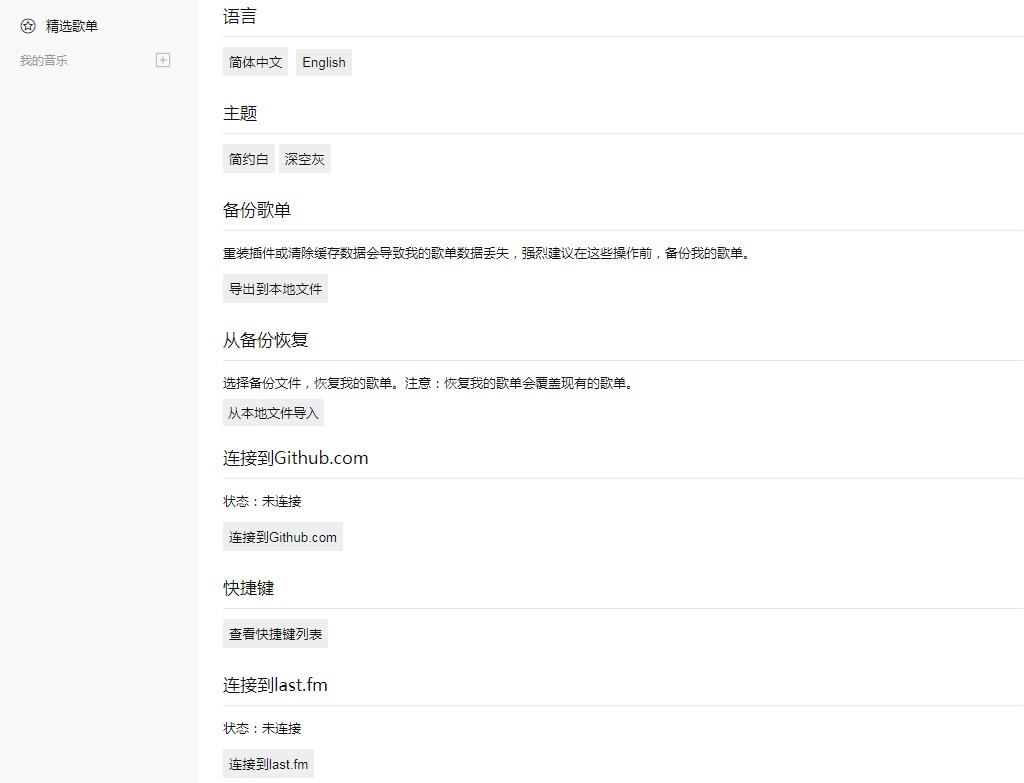 精选歌单
我的音乐
语言
简体中文 English
主题
简约白 深空灰
备份歌单
重装插件或清除缓存数据会导致我的歌单数据丢失，强烈建议在这些操作前，备份我的歌单。
导出到本地文件
从备份恢复
选择备份文件，恢复我的歌单。注意：恢复我的歌单会覆盖现有的歌单。
从本地文件导入
连接到Github.com
状态：未连接
连接到Github.com
快捷键
查看快捷键列表
连接到last.fm
状态：未连接
连接到last.fm